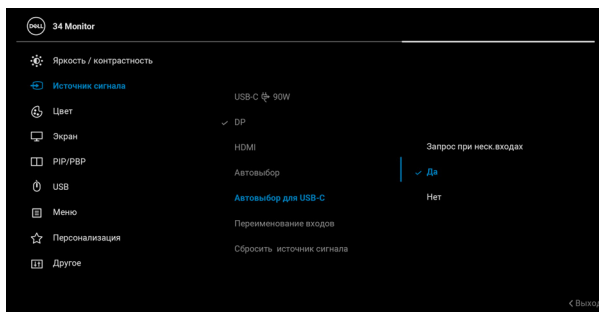 DELL
34 Monitor
Яркость / контрастность
Источник сигнала
Цвет
Экран
PIP/PBP
USB
Меню
Персонализация
Другое
USB-C 90W
DP
HDMI
Автовыбор
Автовыбор для USB-C
Переименование входов
Сбросить источник сигнала
Запрос при неск.входах
Да
Нет
Выход